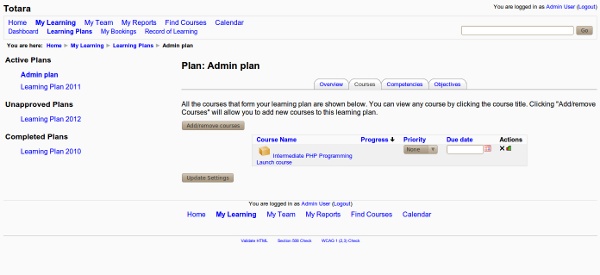 Totara
You are logged in as Admin User (Logout)
Home My Learning My Team My Reports Find Courses Calendar
Dashboard Learning Plans My Bookings Record of Learning
Go
You are here: Home ► My Learning ► Learning Plans ► Admin plan
Active Plans
Admin plan
Learning Plan 2011
Unapproved Plans
Learning Plan 2012
Completed Plans
Learning Plan 2010
Plan: Admin plan
Overview Courses Competencies Objectives
All the courses that form your learning plan are shown below. You can view any course by clicking the course title. Clicking "Add/remove
Courses" will allow you to add new courses to this learning plan.
Add/remove courses
Course Name Progress Priority Due date Actions
Intermediate PHP Programming None
Launch course
Update Settings
You are logged in as Admin User (Logout)
Home My Learning My Team My Reports Find Courses Calendar
Validate HTML Section 508 Check WCAG 1 (2,3) Check